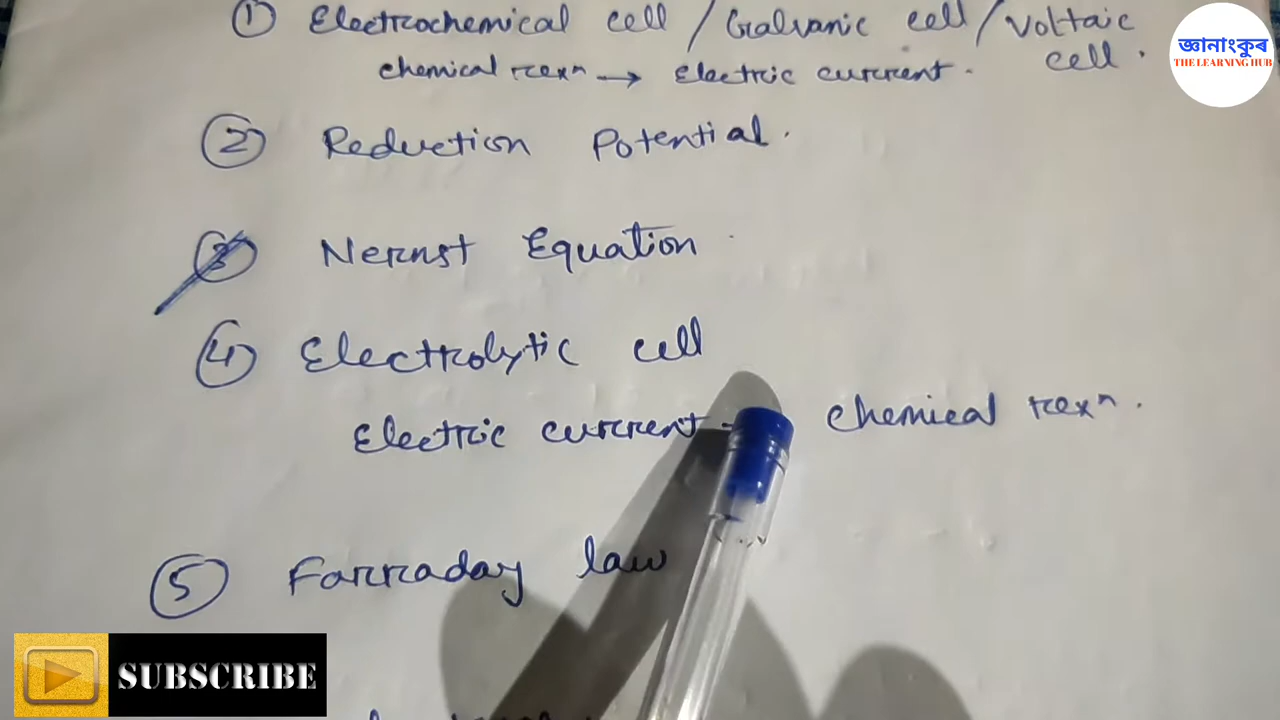 ① Electrochemical cell / Galvanic cell / Voltaic cell.
chemical rexⁿ → Electric current.
② Reduction Potential.
③ Nernst Equation
④ Electrolytic cell
Electric current chemical rexⁿ.
⑤ Farraday law
জ্ঞানাংকুৰ
THE LEARNING HUB
SUBSCRIBE